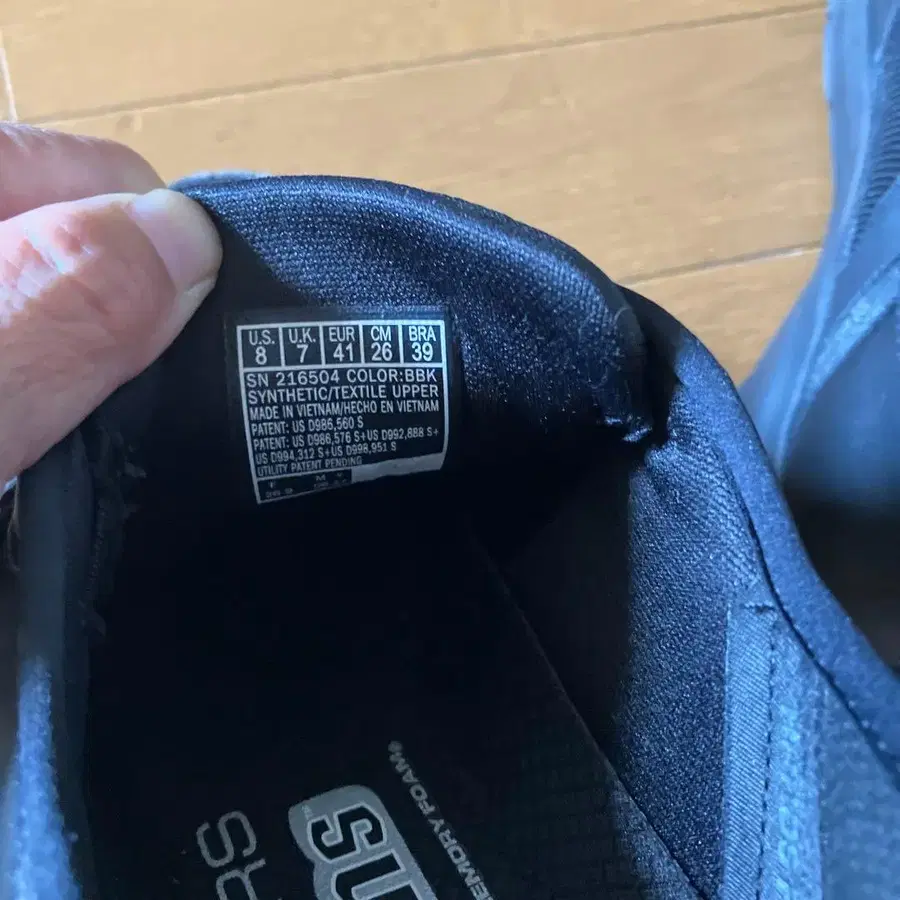 U.S. U.K. EUR CM BRA
8 7 41 26 39
SN 216504 COLOR:BBK
SYNTHETIC/TEXTILE UPPER
MADE IN VIETNAM/HECHO EN VIETNAM
PATENT: US D986,560 S
PATENT: US D986,576 S+US D992,888 S+
US D994,312 S+US D998,951 S
UTILITY PATENT PENDING